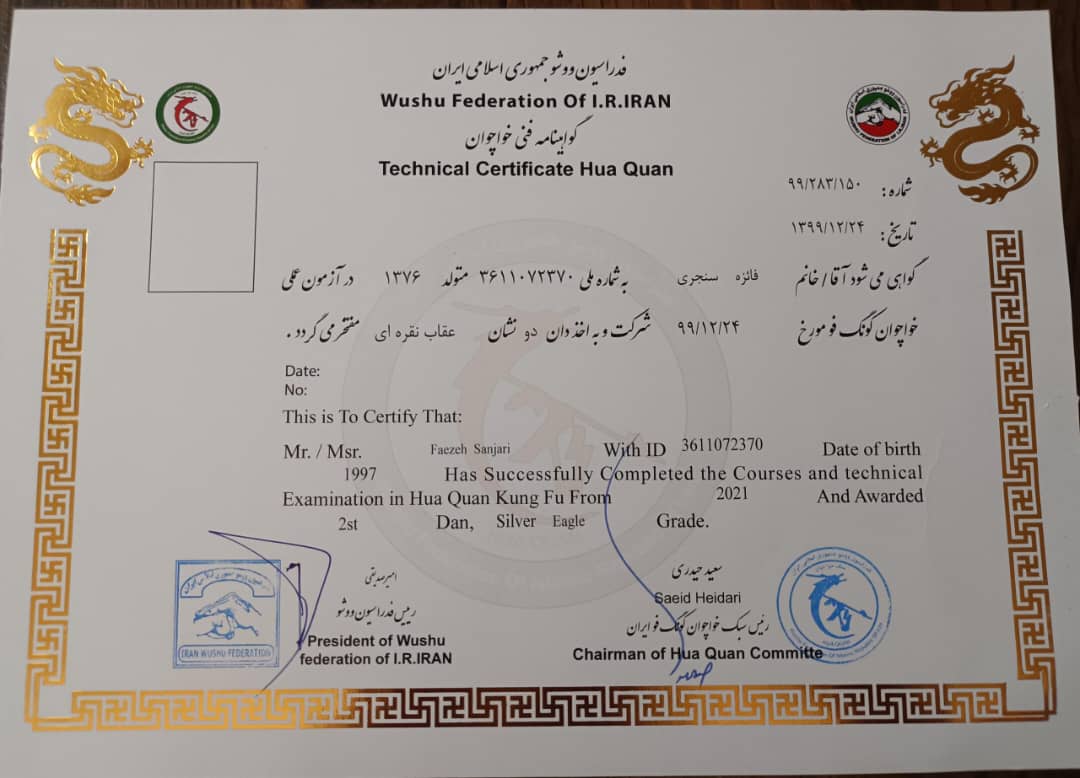 فدراسیون ووشو جمهوری اسلامی ایران
Wushu Federation Of I.R.IRAN
گواهینامه فنی خواچوان
Technical Certificate Hua Quan
شماره: ۹۹/۲۸۳/۱۵۰
تاریخ: ۱۳۹۹/۱۲/۲۴
گواهی می شود آقا/خانم فائزه سنجری به شماره ملی ۳۶۱۱۰۷۲۳۷۰ متولد ۱۳۷۶ در آزمون عملی
خواچوان کونگ فو مورخ ۹۹/۱۲/۲۴ شرکت و به اخذ دان دو نشان عقاب نقره ای مفتخر می گردد.
Date:
No:
This is To Certify That:
Mr. / Msr. Faezeh Sanjari With ID 3611072370 Date of birth
1997 Has Successfully Completed the Courses and technical
Examination in Hua Quan Kung Fu From 2021 And Awarded
2st Dan, Silver Eagle Grade.
امیر صدیقی
رییس فدراسیون ووشو
President of Wushu
federation of I.R.IRAN
IRAN WUSHU FEDERATION
سعید حیدری
Saeid Heidari
رئیس سبک خواچوان کونگ فو ایران
Chairman of Hua Quan Committe